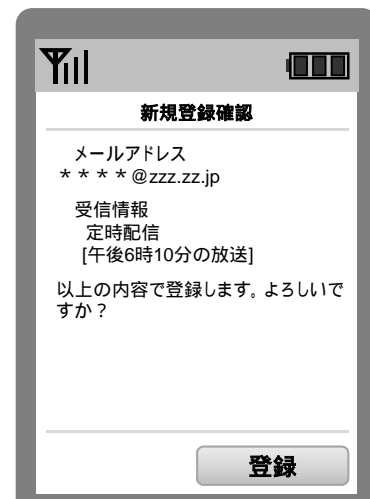 新規登録確認
メールアドレス
＊＊＊＊@zzz.zz.jp
受信情報
定時配信
[午後6時10分の放送]
以上の内容で登録します。よろしいで
すか？
登録